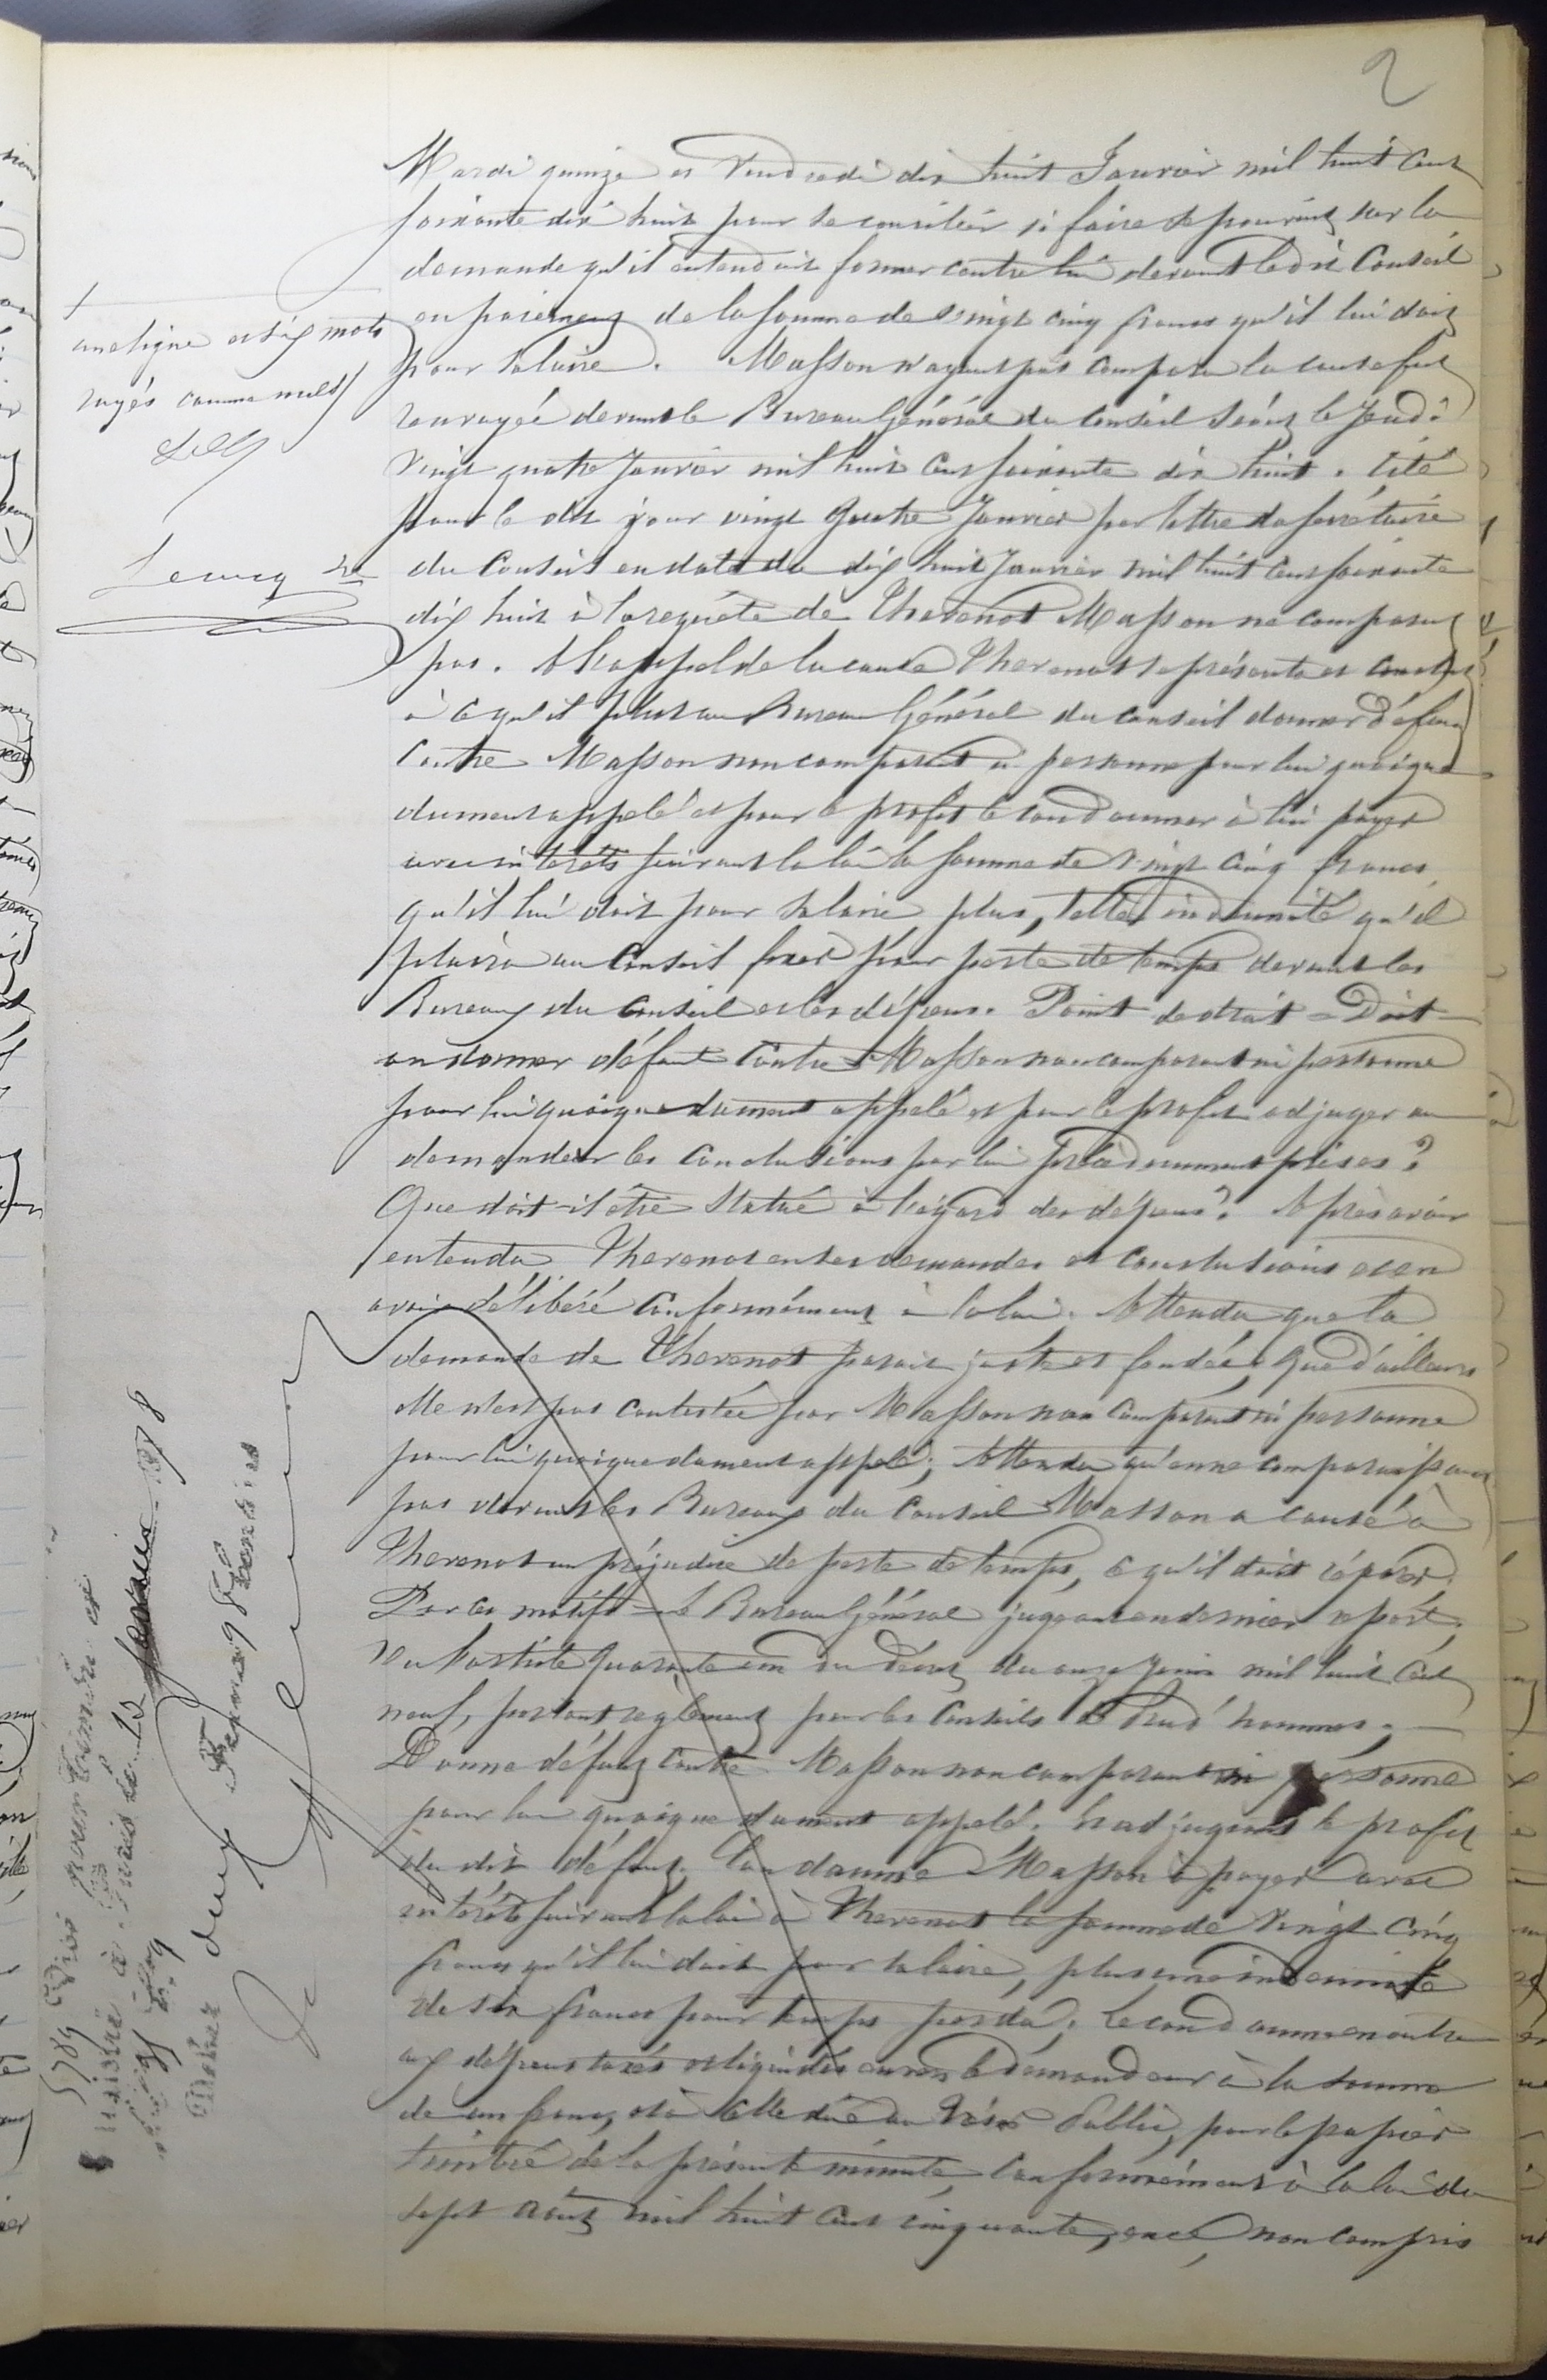 2
Mardi quinze et Vendredi dix huit Janvier mil huit cent
soixante dix huit pour se concilier si faire se pouvait sur la
demande qu'il entendait former contre lui devant ledit Conseil
en paiement de la somme de vingt cinq francs qu'il lui doit
pour salaire. Masson n'ayant pas comparu la cause fut
renvoyée devant le Bureau Général du Conseil séant le Jeudi
vingt quatre Janvier mil huit cent soixante dix huit. Cité
pour le dit jour vingt quatre Janvier par lettre du secrétaire
du Conseil en date du dix huit Janvier mil huit cent soixante
dix huit à la requête de Thevenot Masson ne comparut
pas. A l'appel de la cause Thevenot se présenta et conclut
à ce qu'il plut au Bureau Général du Conseil donner défaut
contre Masson non comparant ni personne pour lui quoique
dument appelé et pour le profit le condamner à lui payer
avec intérêts suivant la loi la somme de vingt cinq francs
qu'il lui doit pour salaire, plus, telle indemnité qu'il
plaira au Conseil fixer pour perte de temps devant les
Bureaux du Conseil et les dépens. Point de droit - Doit-
on donner défaut contre Masson non comparant ni personne
pour lui quoique dument appelé et pour le profit adjuger au
demandeur les conclusions par lui précédemment prises?
Que doit-il être statué à l'égard des dépens? Après avoir
entendu Thevenot en ses demandes et conclusions et en
avoir délibéré conformément à la loi. Attendu que la
demande de Thevenot parait juste et fondée; Que d'ailleurs
elle n'est pas contestée par Masson non comparant ni personne
pour lui quoique dument appelé; Attendu qu'en ne comparaissant
pas devant les Bureaux du Conseil Masson a causé à
Thevenot un préjudice de perte de temps, ce qu'il doit réparer.
Par ces motifs - le Bureau Général jugeant en dernier ressort;
Vu l'article quarante un du décret du onze Juin mil huit cent
neuf, portant règlement pour les Conseils de Prud'hommes; -
Donne défaut contre Masson non comparant ni personne
pour lui quoique dument appelé; Et adjugeant le profit
du dit défaut; Condamne Masson à payer avec
intérêts suivant la loi à Thevenot la somme de vingt cinq
francs qu'il lui doit pour salaire, plus une indemnité
de six francs pour temps perdu; Le condamne en outre
aux dépens taxés et liquidés envers le demandeur à la somme
de un franc, et à celle due au Trésor Public, pour le papier
timbré de la présente minute, conformément à la loi du
sept août mil huit cent cinquante, en ce, non compris
une ligne et six mots
rayés comme nuls
Lecucq